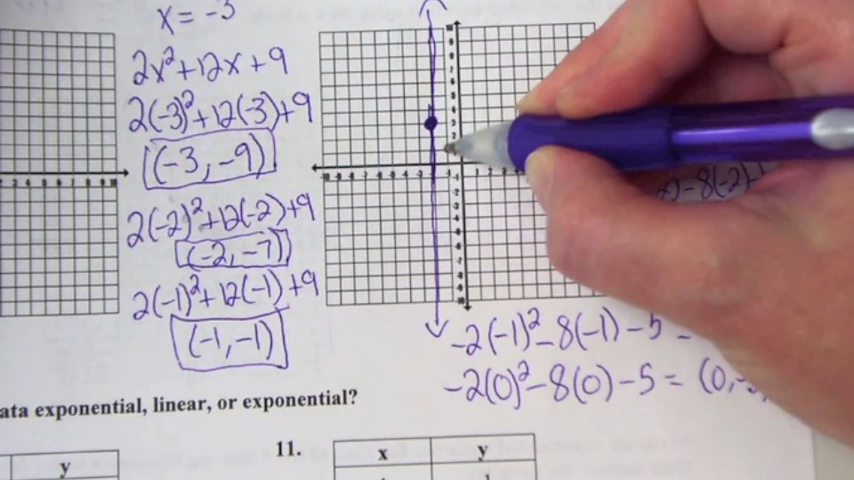 x = -3
2x²+12x+9
2(-3)²+12(-3)+9
(-3,-9)
2(-2)²+12(-2)+9
(-2,-7)
2(-1)²+12(-1)+9
(-1,-1)
-8(-2)
-2(-1)²-8(-1)-5
-2(0)²-8(0)-5 = (0,
ata exponential, linear, or exponential?
11.
x y
y